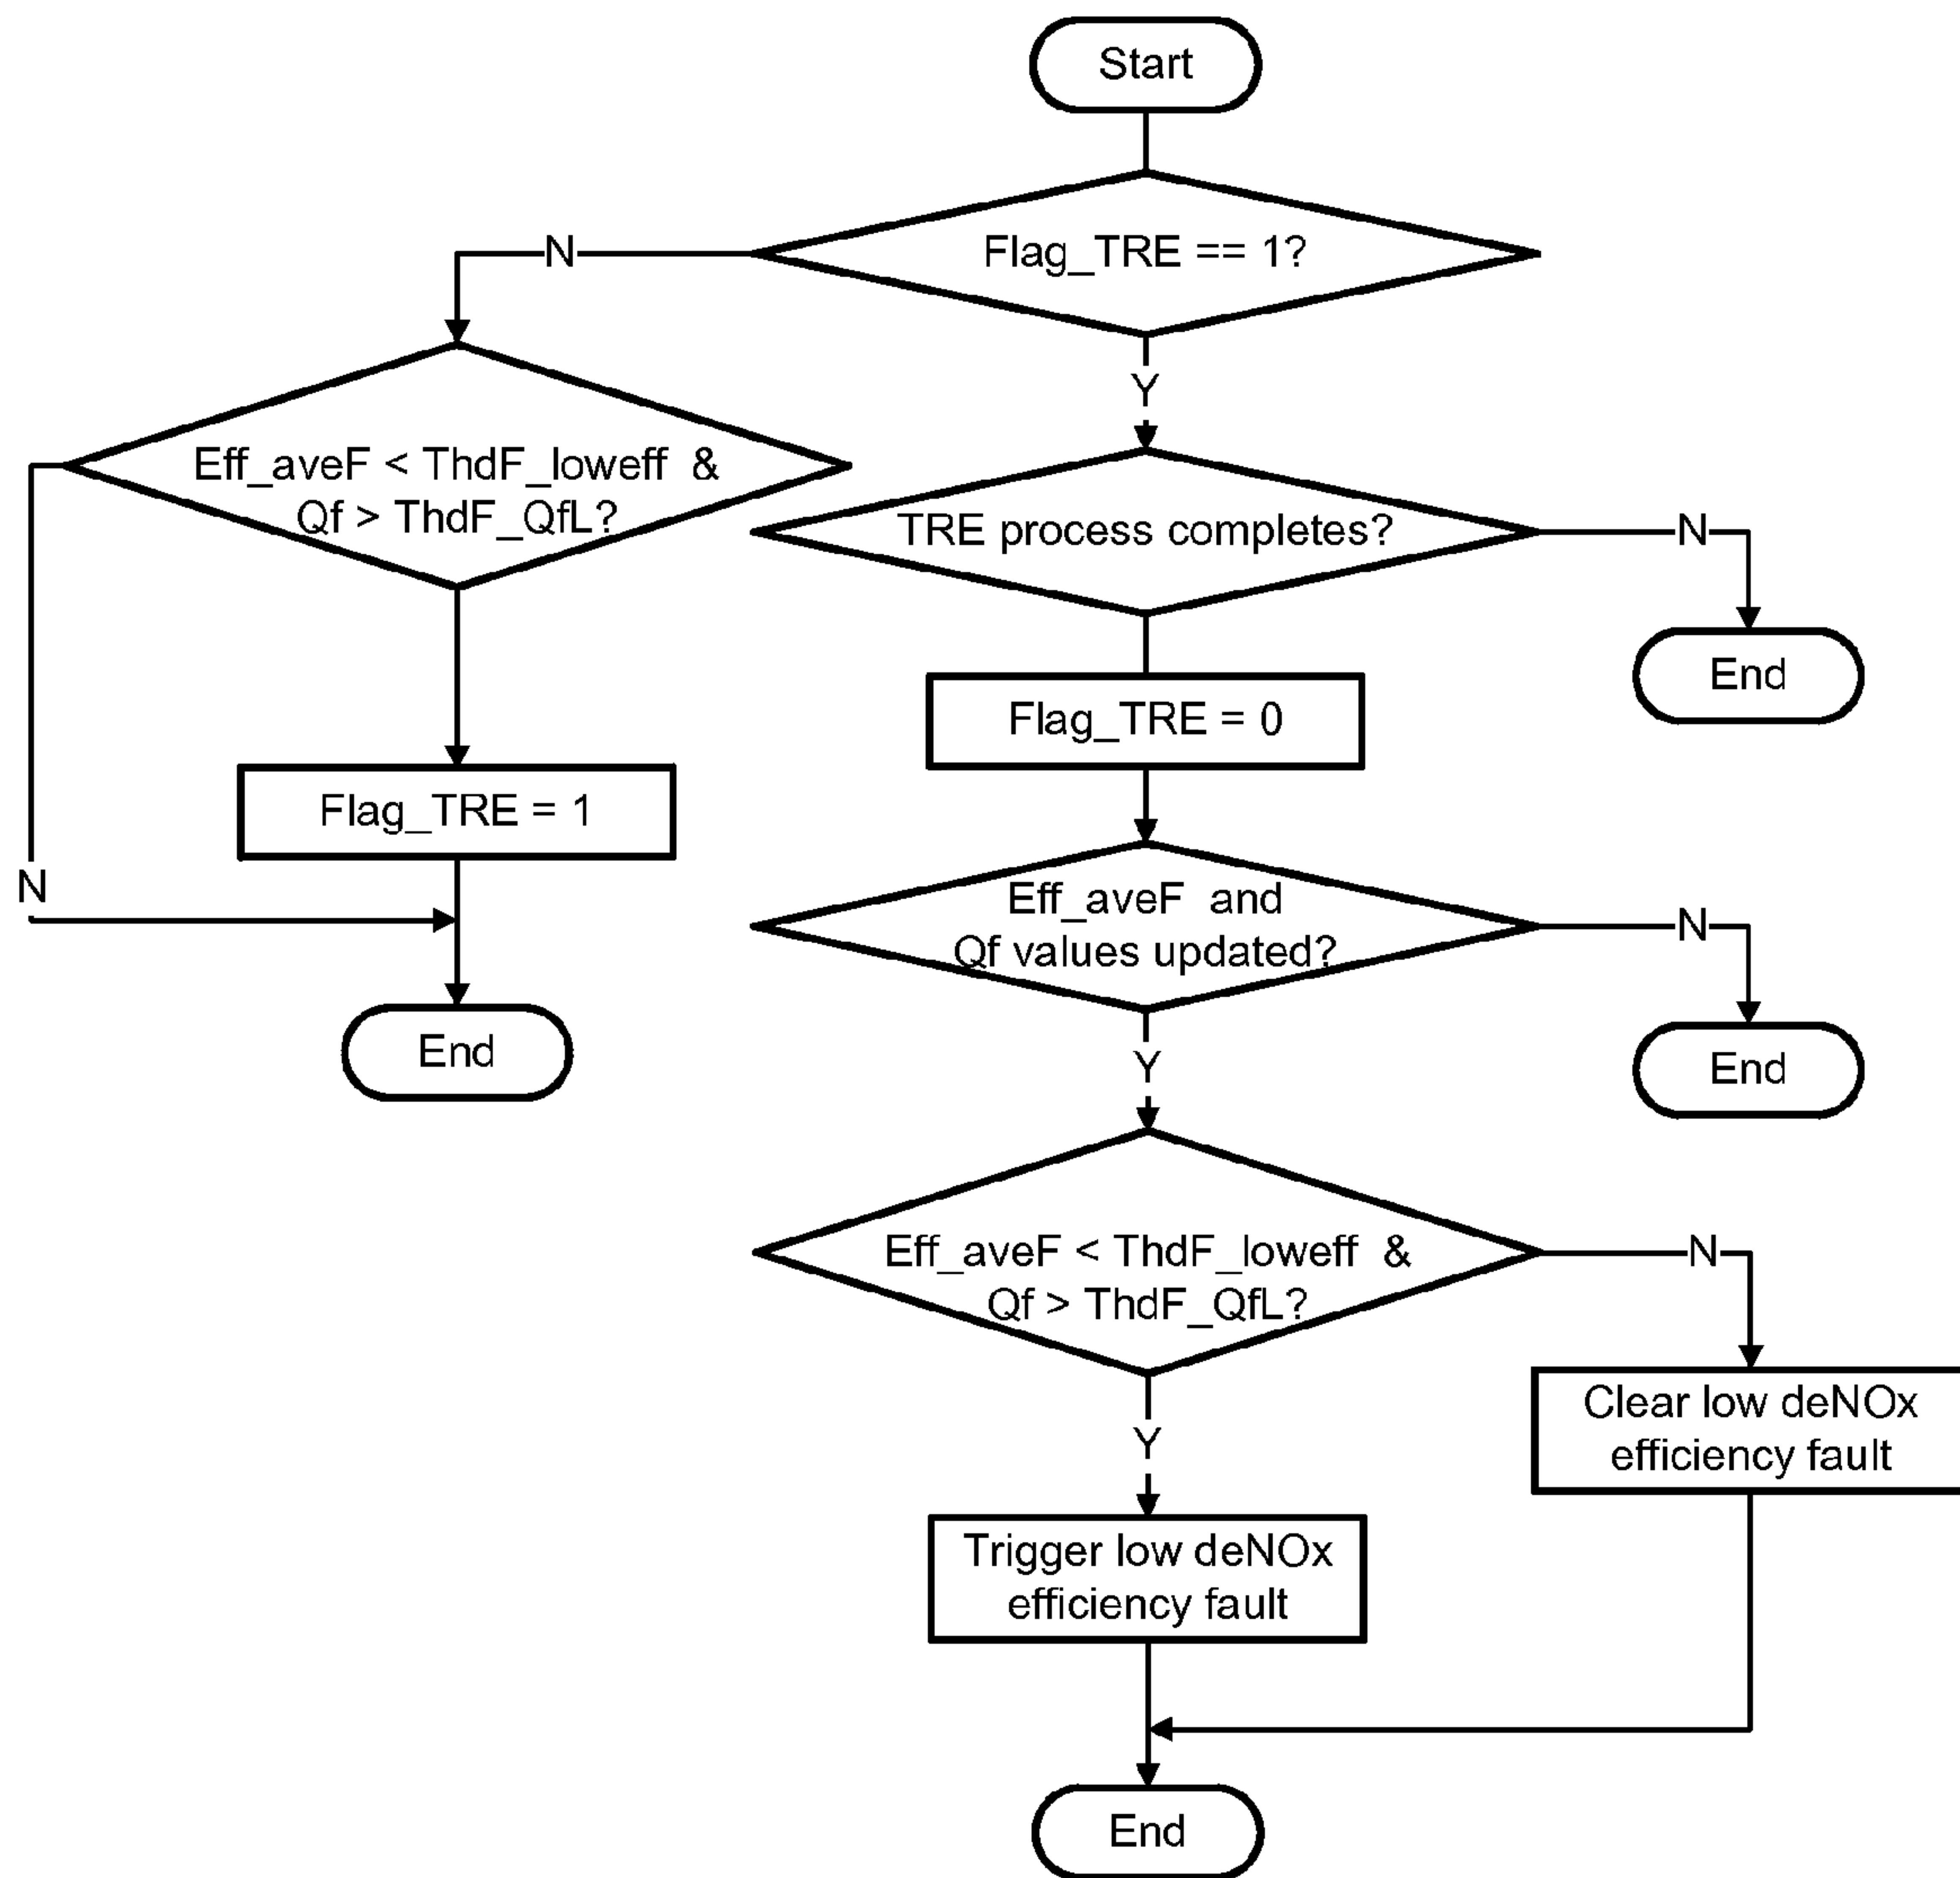 Start
Flag_TRE == 1?
N
Y
Eff_aveF < ThdF_loweff &
Qf > ThdF_QfL?
TRE process completes?
N
End
Flag_TRE = 0
Flag_TRE = 1
N
End
Eff_aveF and
Qf values updated?
N
End
Y
Eff_aveF < ThdF_loweff &
Qf > ThdF_QfL?
N
Clear low deNOx
efficiency fault
Y
Trigger low deNOx
efficiency fault
End